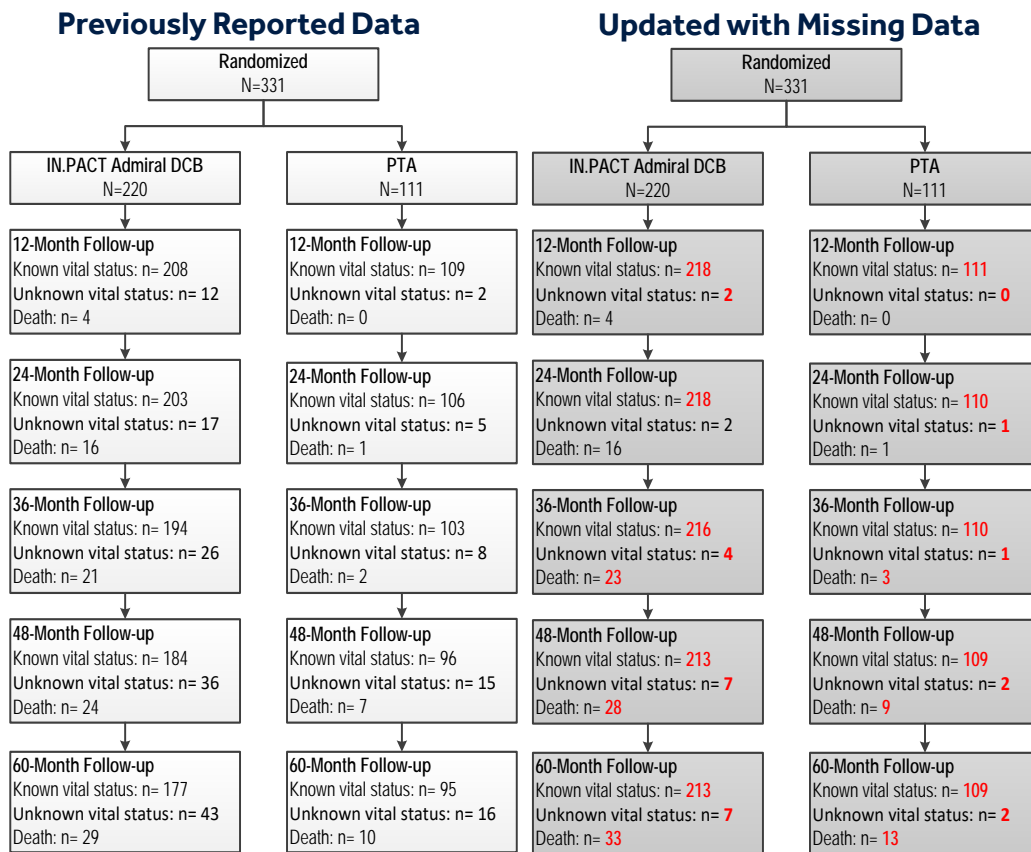 Previously Reported Data
Randomized
N=331
IN.PACT Admiral DCB
N=220
12-Month Follow-up
Known vital status: n= 208
Unknown vital status: n= 12
Death: n= 4
24-Month Follow-up
Known vital status: n= 203
Unknown vital status: n= 17
Death: n= 16
36-Month Follow-up
Known vital status: n= 194
Unknown vital status: n= 26
Death: n= 21
48-Month Follow-up
Known vital status: n= 184
Unknown vital status: n= 36
Death: n= 24
60-Month Follow-up
Known vital status: n= 177
Unknown vital status: n= 43
Death: n= 29
PTA
N=111
12-Month Follow-up
Known vital status: n= 109
Unknown vital status: n= 2
Death: n= 0
24-Month Follow-up
Known vital status: n= 106
Unknown vital status: n= 5
Death: n= 1
36-Month Follow-up
Known vital status: n= 103
Unknown vital status: n= 8
Death: n= 2
48-Month Follow-up
Known vital status: n= 96
Unknown vital status: n= 15
Death: n= 7
60-Month Follow-up
Known vital status: n= 95
Unknown vital status: n= 16
Death: n= 10
Updated with Missing Data
Randomized
N=331
IN.PACT Admiral DCB
N=220
12-Month Follow-up
Known vital status: n= 218
Unknown vital status: n= 2
Death: n= 4
24-Month Follow-up
Known vital status: n= 218
Unknown vital status: n= 2
Death: n= 16
36-Month Follow-up
Known vital status: n= 216
Unknown vital status: n= 4
Death: n= 23
48-Month Follow-up
Known vital status: n= 213
Unknown vital status: n= 7
Death: n= 28
60-Month Follow-up
Known vital status: n= 213
Unknown vital status: n= 7
Death: n= 33
PTA
N=111
12-Month Follow-up
Known vital status: n= 111
Unknown vital status: n= 0
Death: n= 0
24-Month Follow-up
Known vital status: n= 110
Unknown vital status: n= 1
Death: n= 1
36-Month Follow-up
Known vital status: n= 110
Unknown vital status: n= 1
Death: n= 3
48-Month Follow-up
Known vital status: n= 109
Unknown vital status: n= 2
Death: n= 9
60-Month Follow-up
Known vital status: n= 109
Unknown vital status: n= 2
Death: n= 13